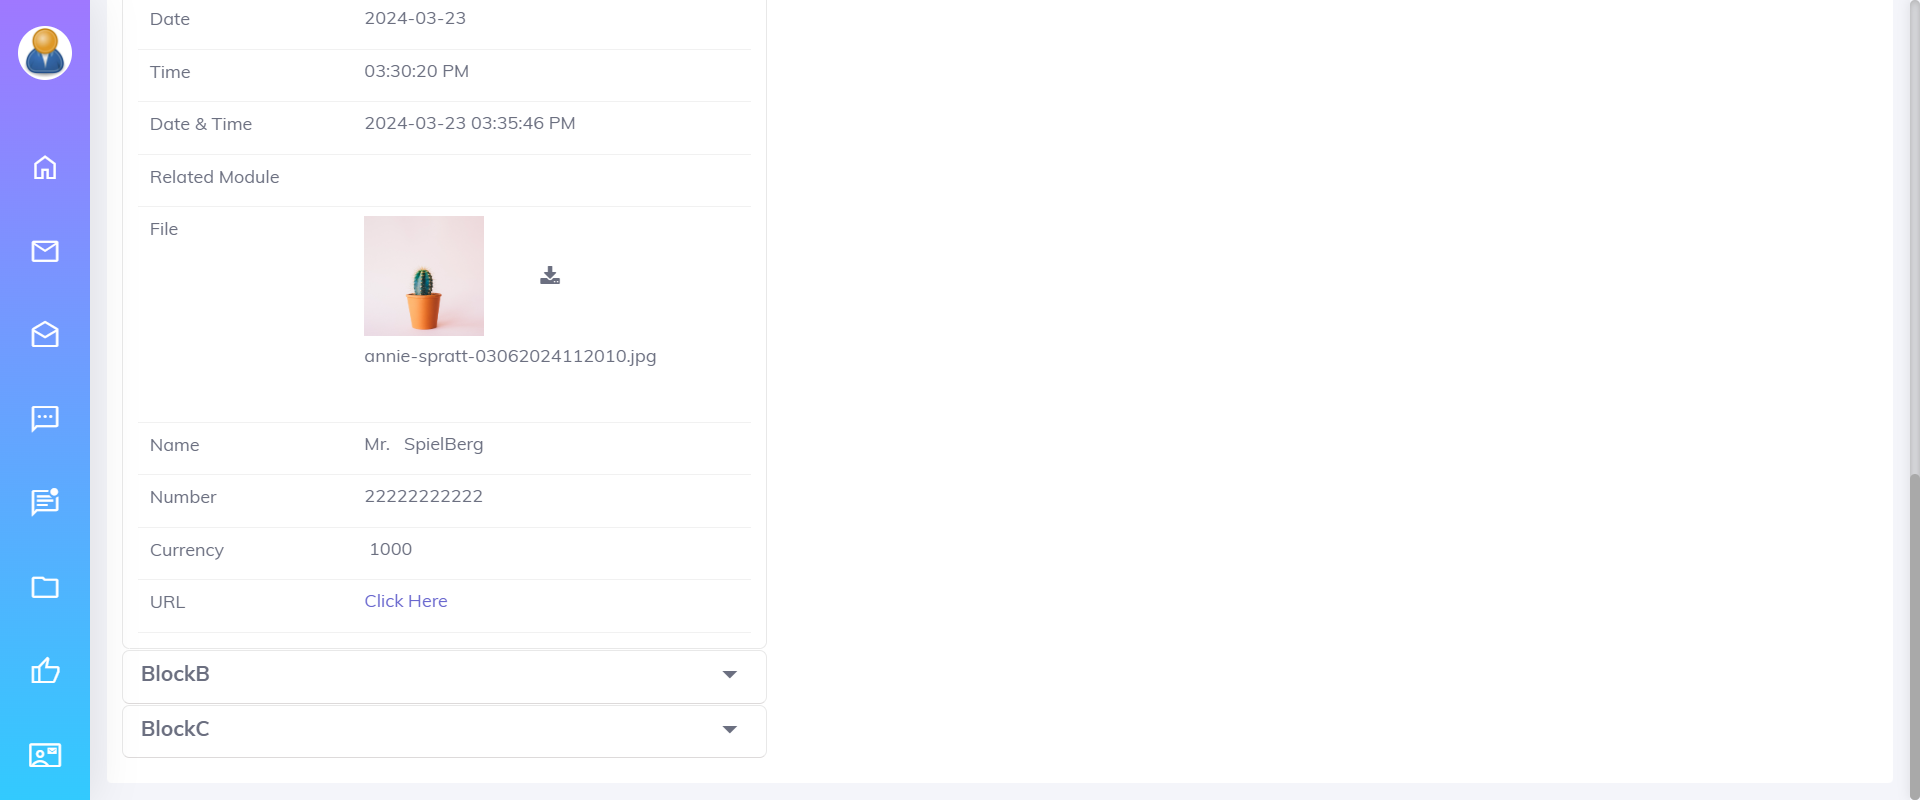 Date 2024-03-23
Time 03:30:20 PM
Date & Time 2024-03-23 03:35:46 PM
Related Module
File
annie-spratt-03062024112010.jpg
Name Mr. SpielBerg
Number 22222222222
Currency 1000
URL Click Here
BlockB
BlockC